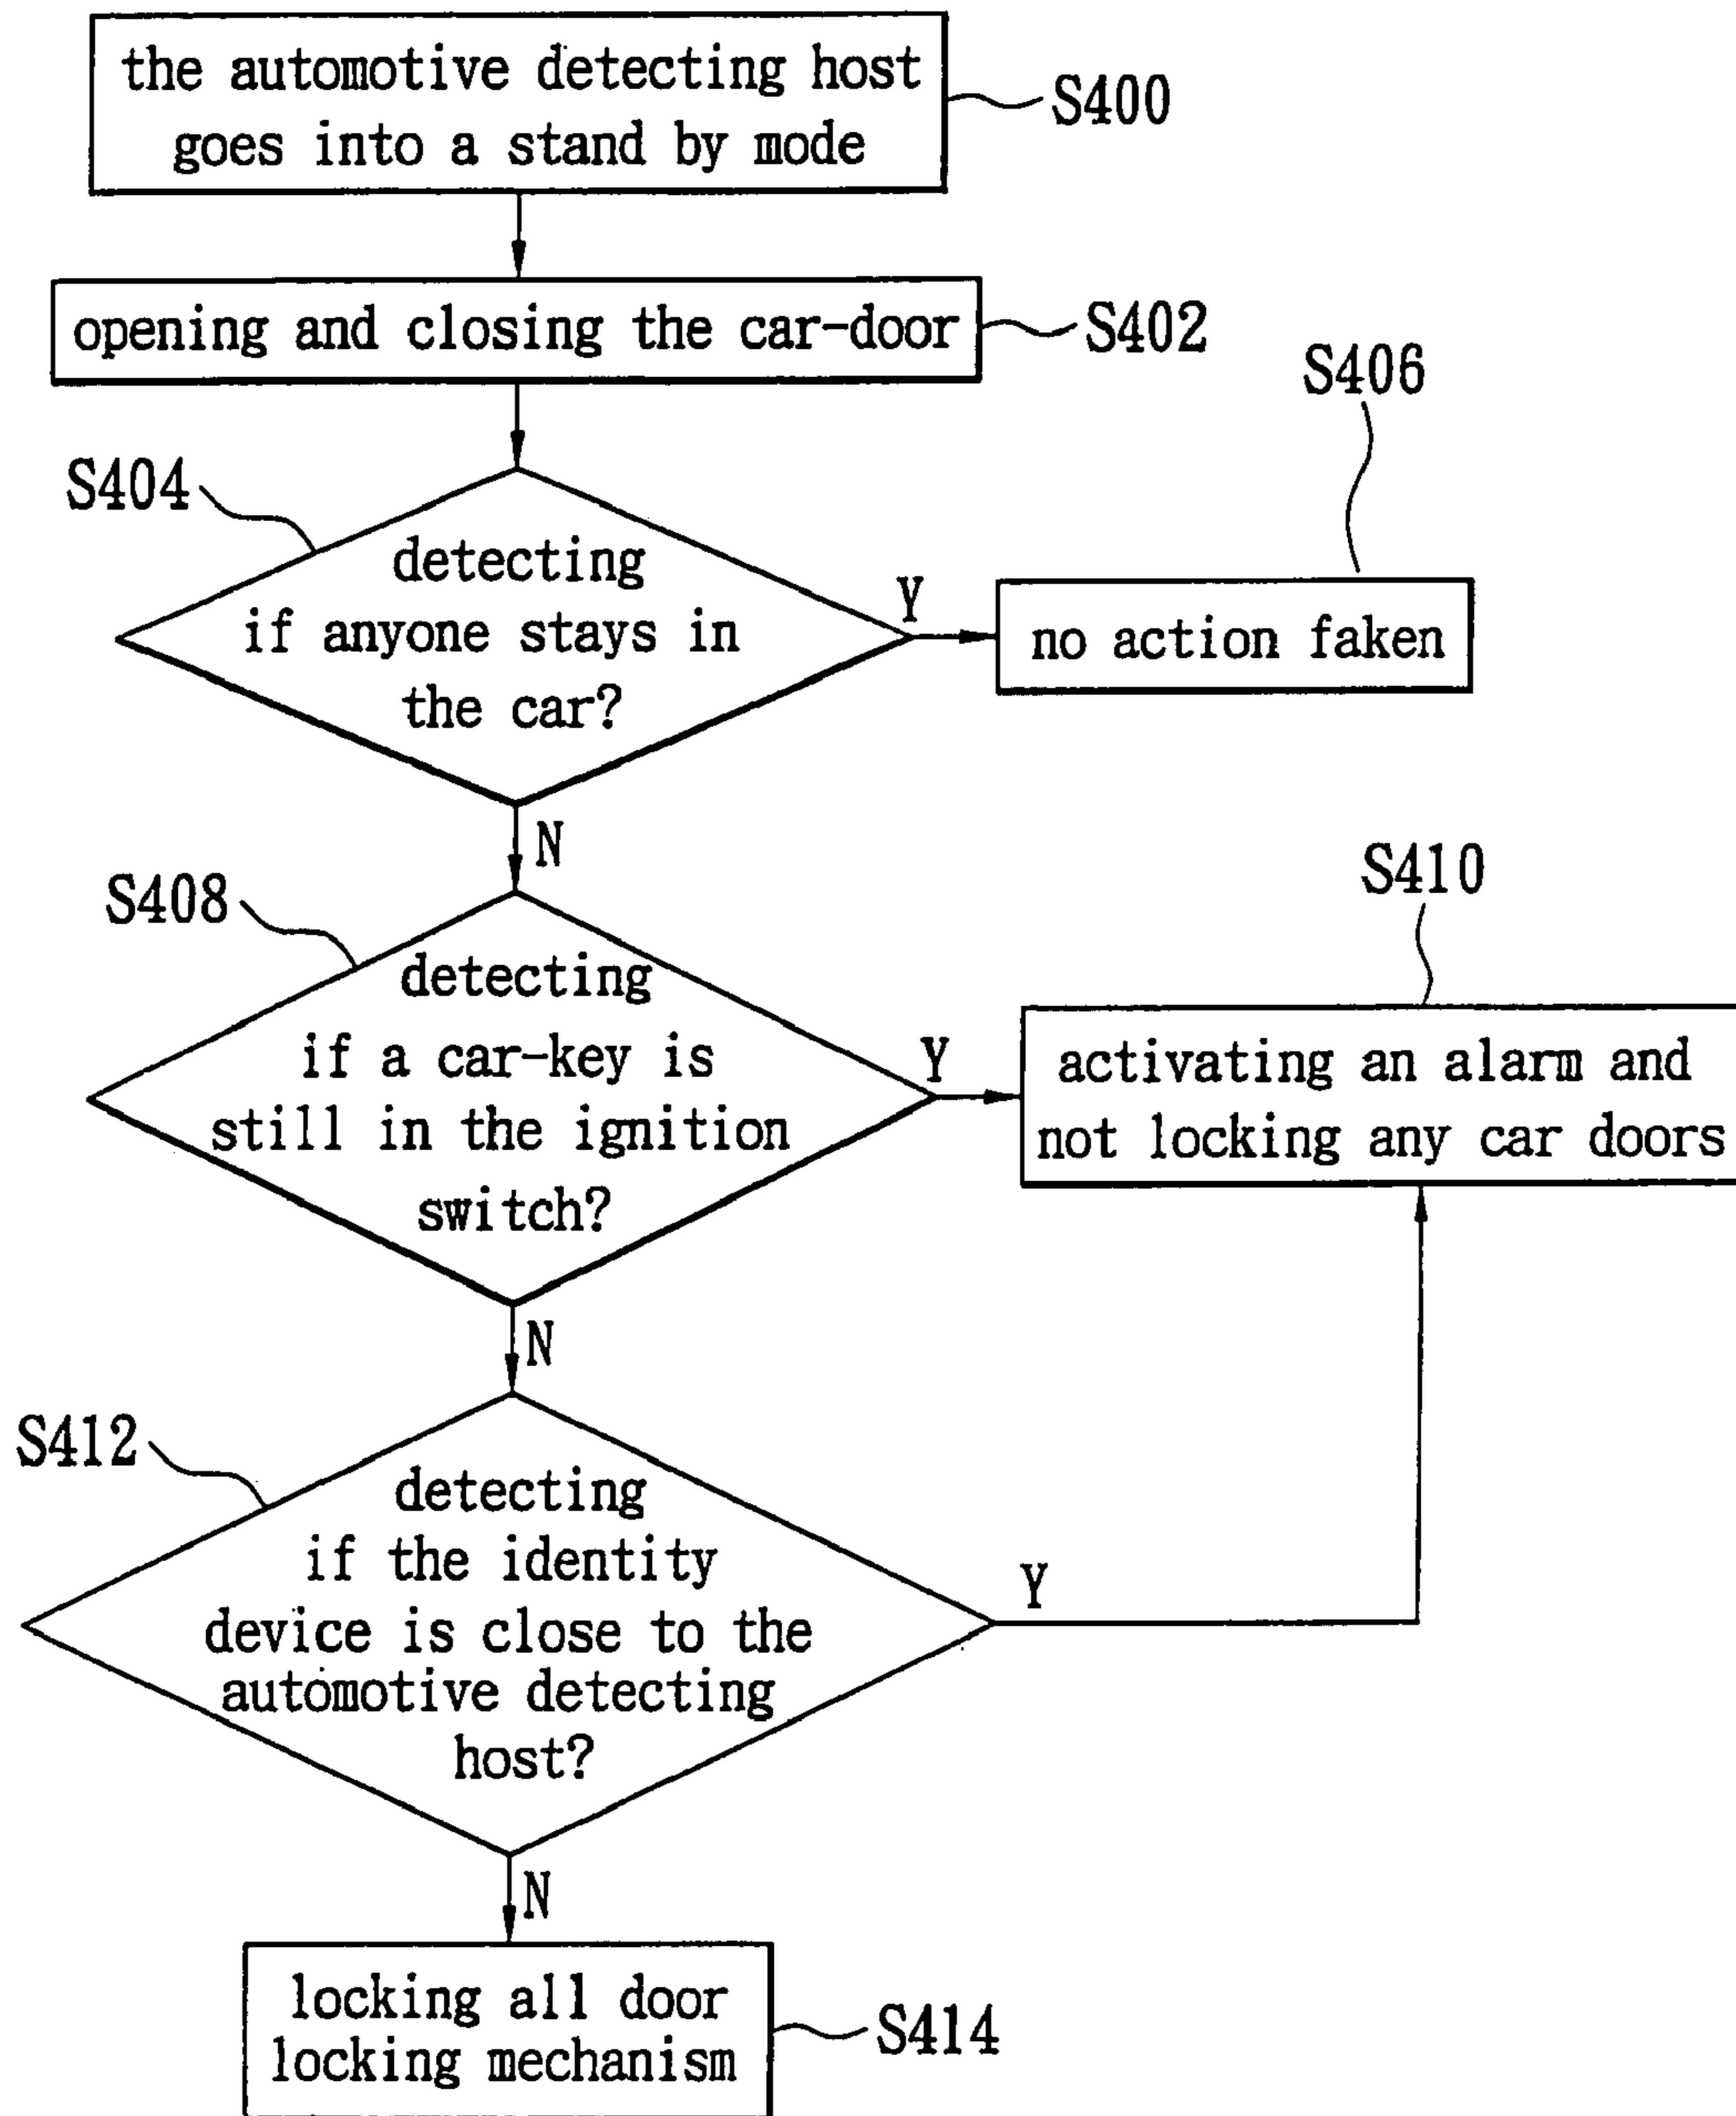 the automotive detecting host
goes into a stand by mode
S400
opening and closing the car-door
S402
S406
S404
detecting
if anyone stays in
the car?
Y
no action faken
N
S408
S410
detecting
if a car-key is
still in the ignition
switch?
Y
activating an alarm and
not locking any car doors
N
S412
detecting
if the identity
device is close to the
automotive detecting
host?
Y
N
locking all door
locking mechanism
S414